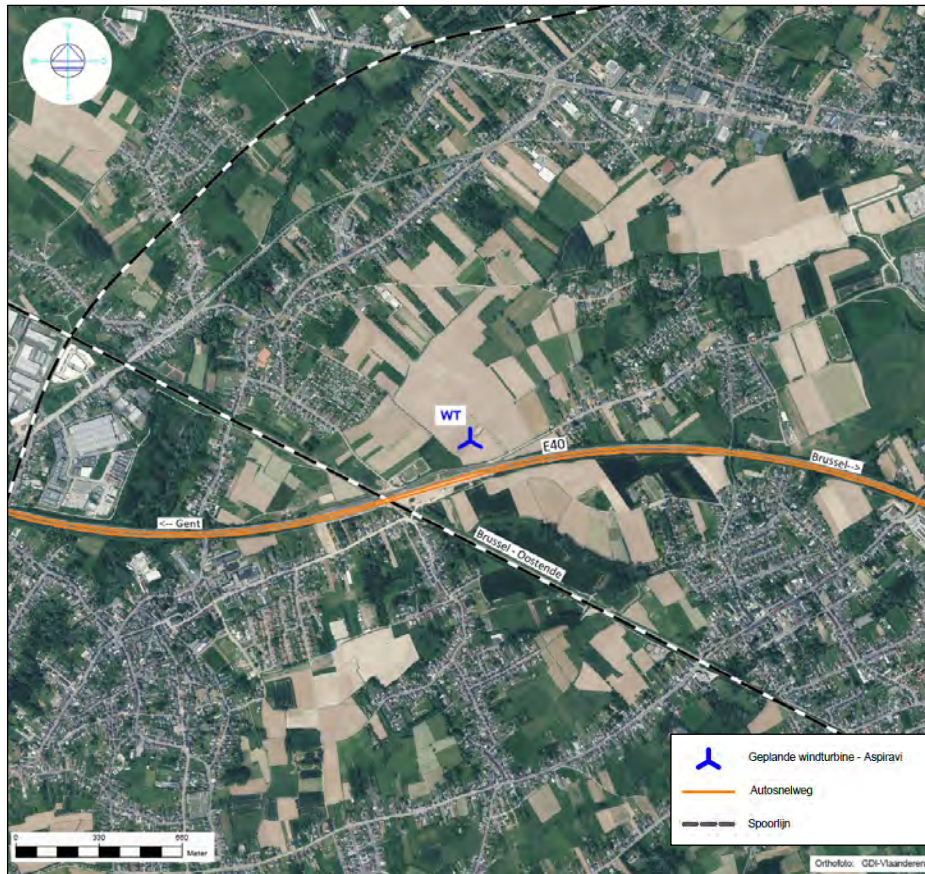 WT
E40
Brussel-->
<-- Gent
Brussel - Oostende
Geplande windturbine - Aspiravi
Autosnelweg
Spoorlijn
0 330 660
Meter
Orthofoto: GDI-Vlaanderen